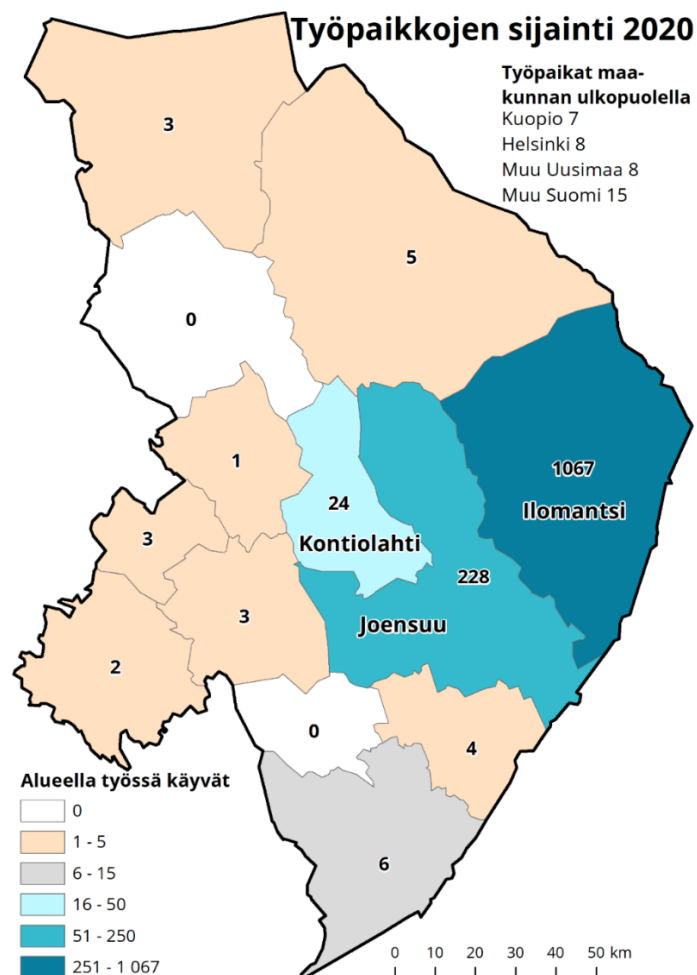 Työpaikkojen sijainti 2020
Työpaikat maa-
kunnan ulkopuolella
Kuopio 7
Helsinki 8
Muu Uusimaa 8
Muu Suomi 15
3
5
0
1067
Ilomantsi
1
24
Kontiolahti
3
228
3
Joensuu
2
0
4
6
Alueella työssä käyvät
0
1 - 5
6 - 15
16 - 50
51 - 250
251 - 1 067
0 10 20 30 40 50 km